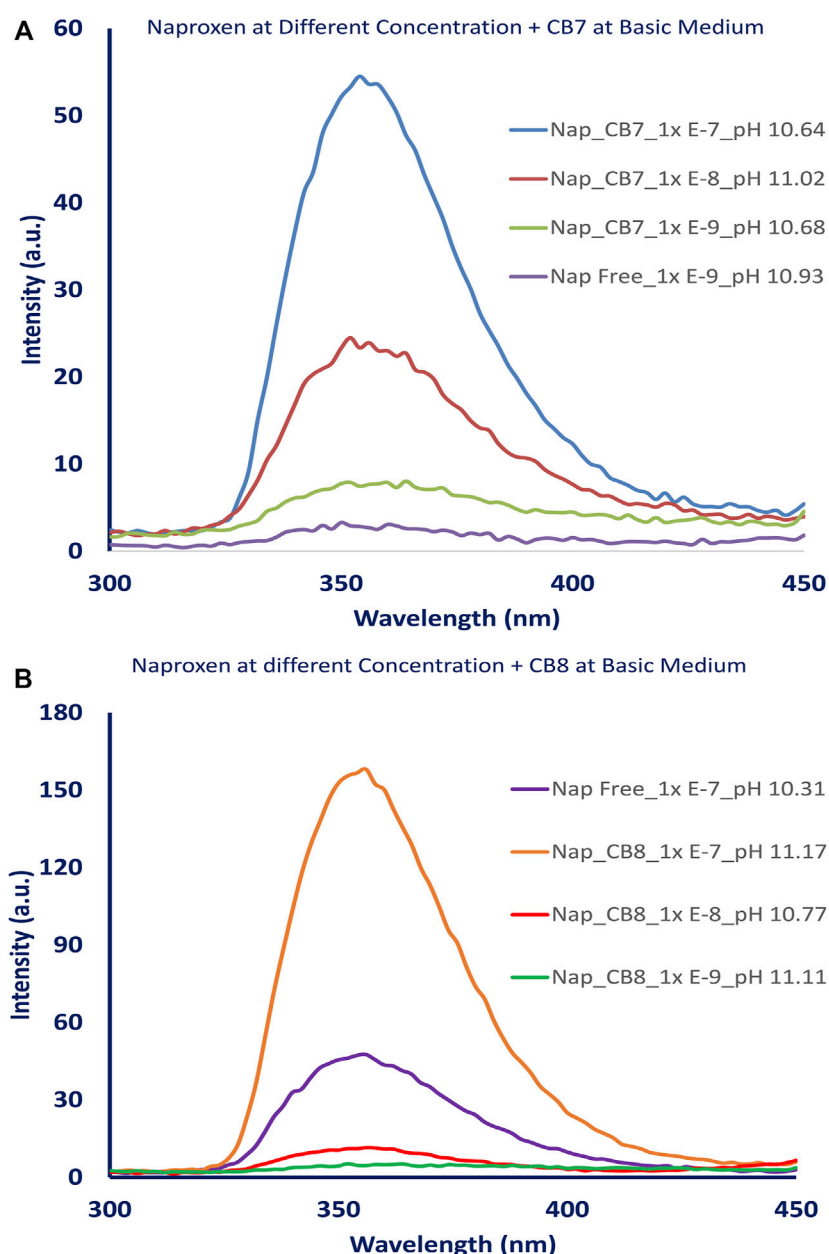 A
Naproxen at Different Concentration + CB7 at Basic Medium
60
50
40
30
20
10
0
Intensity (a.u.)
Nap_CB7_1x E-7_pH 10.64
Nap_CB7_1x E-8_pH 11.02
Nap_CB7_1x E-9_pH 10.68
Nap Free_1x E-9_pH 10.93
300
350
400
450
Wavelength (nm)
B
Naproxen at different Concentration + CB8 at Basic Medium
180
150
120
90
60
30
0
Intensity (a.u.)
Nap Free_1x E-7_pH 10.31
Nap_CB8_1x E-7_pH 11.17
Nap_CB8_1x E-8_pH 10.77
Nap_CB8_1x E-9_pH 11.11
300
350
400
450
Wavelength (nm)